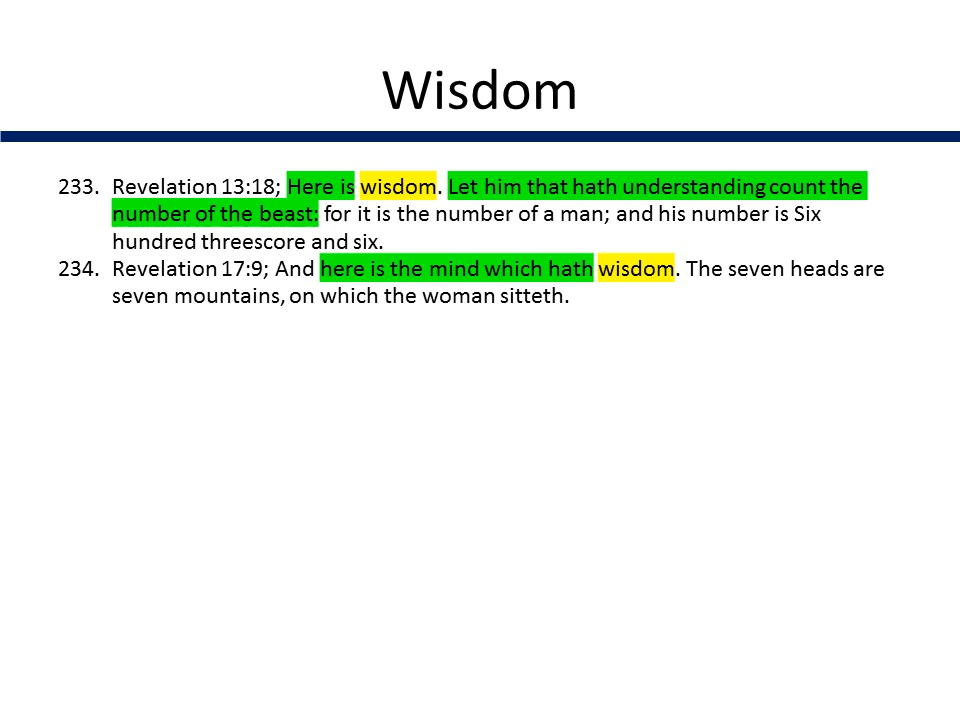 Wisdom
233. Revelation 13:18; Here is wisdom. Let him that hath understanding count the
number of the beast: for it is the number of a man; and his number is Six
hundred threescore and six.
234. Revelation 17:9; And here is the mind which hath wisdom. The seven heads are
seven mountains, on which the woman sitteth.